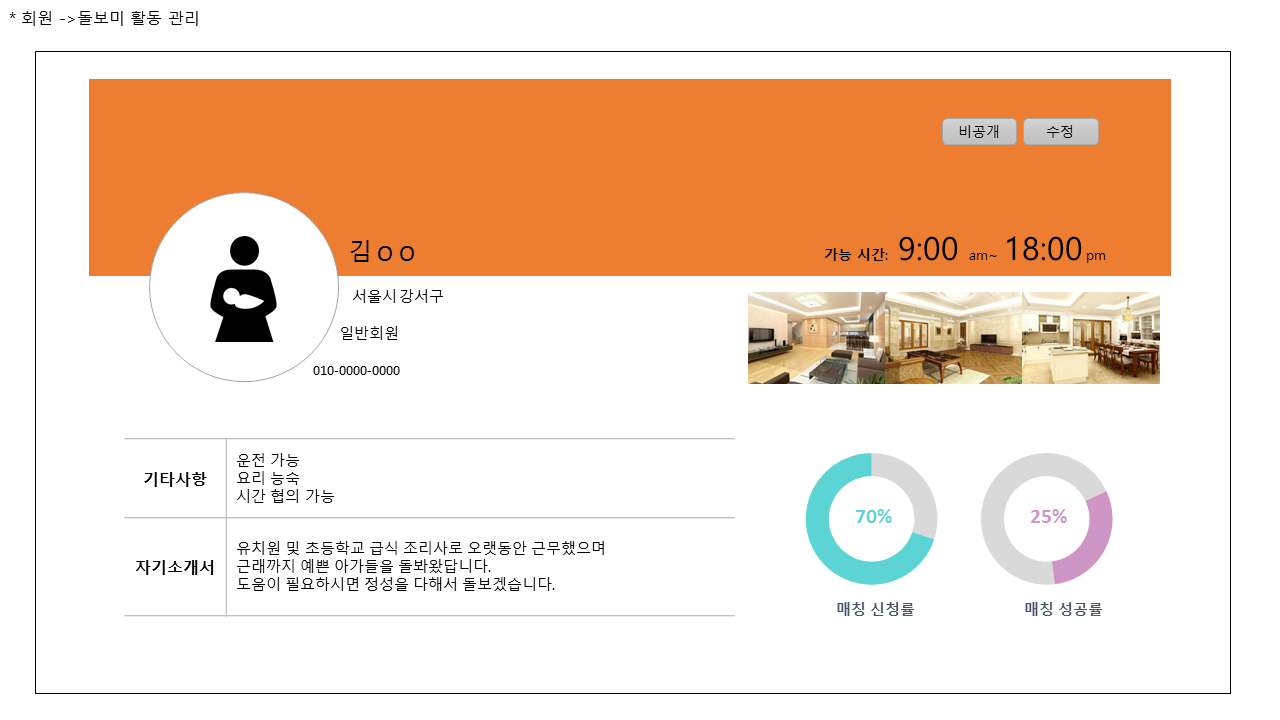 * 회원 ->돌보미 활동 관리
비공개 수정
김 o o
가능 시간: 9:00 am~ 18:00 pm
서울시 강서구
일반회원
010-0000-0000
기타사항
운전 가능
요리 능숙
시간 협의 가능
자기소개서
유치원 및 초등학교 급식 조리사로 오랫동안 근무했으며
근래까지 예쁜 아가들을 돌봐왔답니다.
도움이 필요하시면 정성을 다해서 돌보겠습니다.
70%
매칭 신청률
25%
매칭 성공률